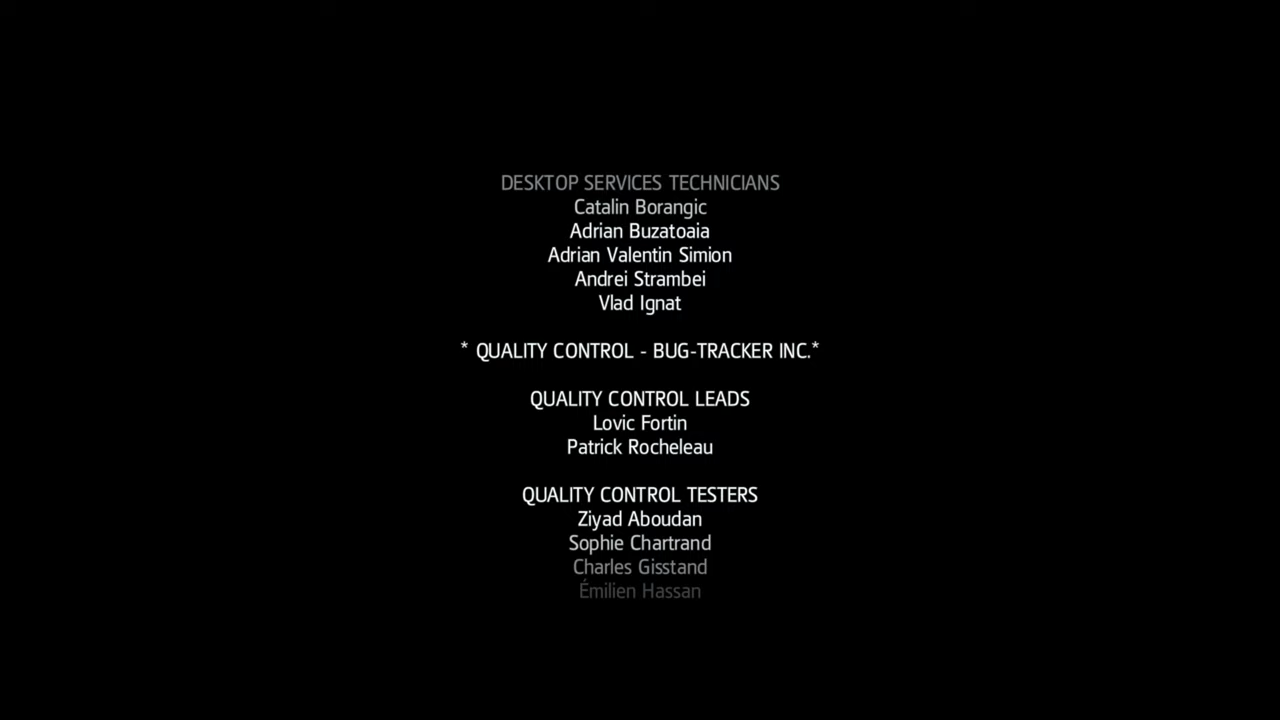 DESKTOP SERVICES TECHNICIANS
Catalin Borangic
Adrian Buzatoaia
Adrian Valentin Simion
Andrei Strambei
Vlad Ignat
* QUALITY CONTROL - BUG-TRACKER INC.*
QUALITY CONTROL LEADS
Lovic Fortin
Patrick Rocheleau
QUALITY CONTROL TESTERS
Ziyad Aboudan
Sophie Chartrand
Charles Gisstand
Émilien Hassan